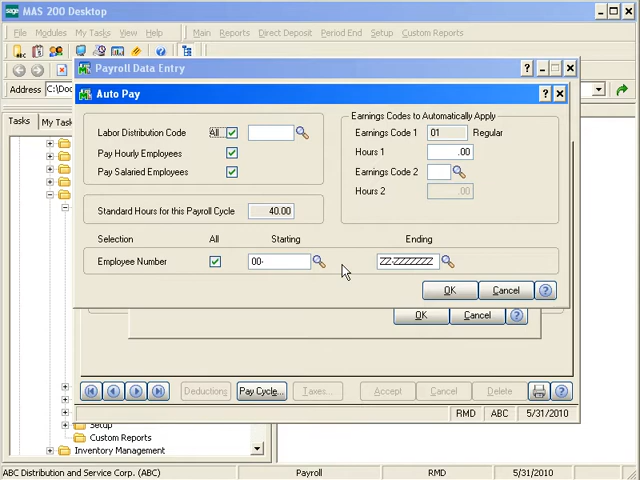 sage MAS 200 Desktop
File Modules My Tasks View Help Main Reports Direct Deposit Period End Setup Custom Reports
Address C:\Doc
Tasks My Task
Payroll Data Entry
Auto Pay
Labor Distribution Code All
Pay Hourly Employees
Pay Salaried Employees
Standard Hours for this Payroll Cycle 40.00
Earnings Codes to Automatically Apply
Earnings Code 1 01 Regular
Hours 1 .00
Earnings Code 2
Hours 2 .00
Selection All Starting Ending
Employee Number 00- ZZ-ZZZZZZZ
OK Cancel
OK Cancel
Deductions Pay Cycle... Taxes... Accept Cancel Delete
RMD ABC 5/31/2010
Setup
Custom Reports
Inventory Management
ABC Distribution and Service Corp. (ABC) Payroll RMD 5/31/2010